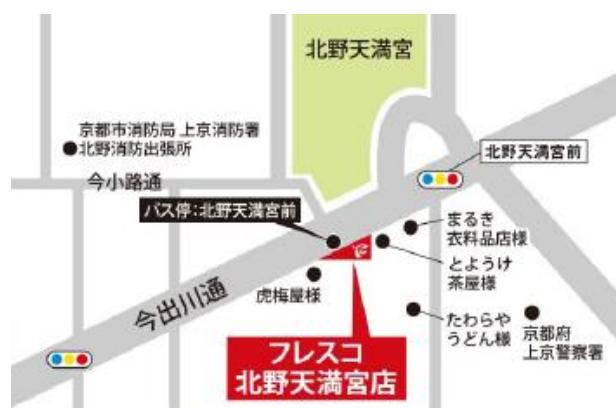 北野天満宮
京都市消防局 上京消防署
北野消防出張所
北野天満宮前
今小路通
バス停:北野天満宮前
まるき
衣料品店様
とようけ
茶屋様
虎梅屋様
今出川通
たわらや
うどん様
京都府
上京警察署
フレスコ
北野天満宮店